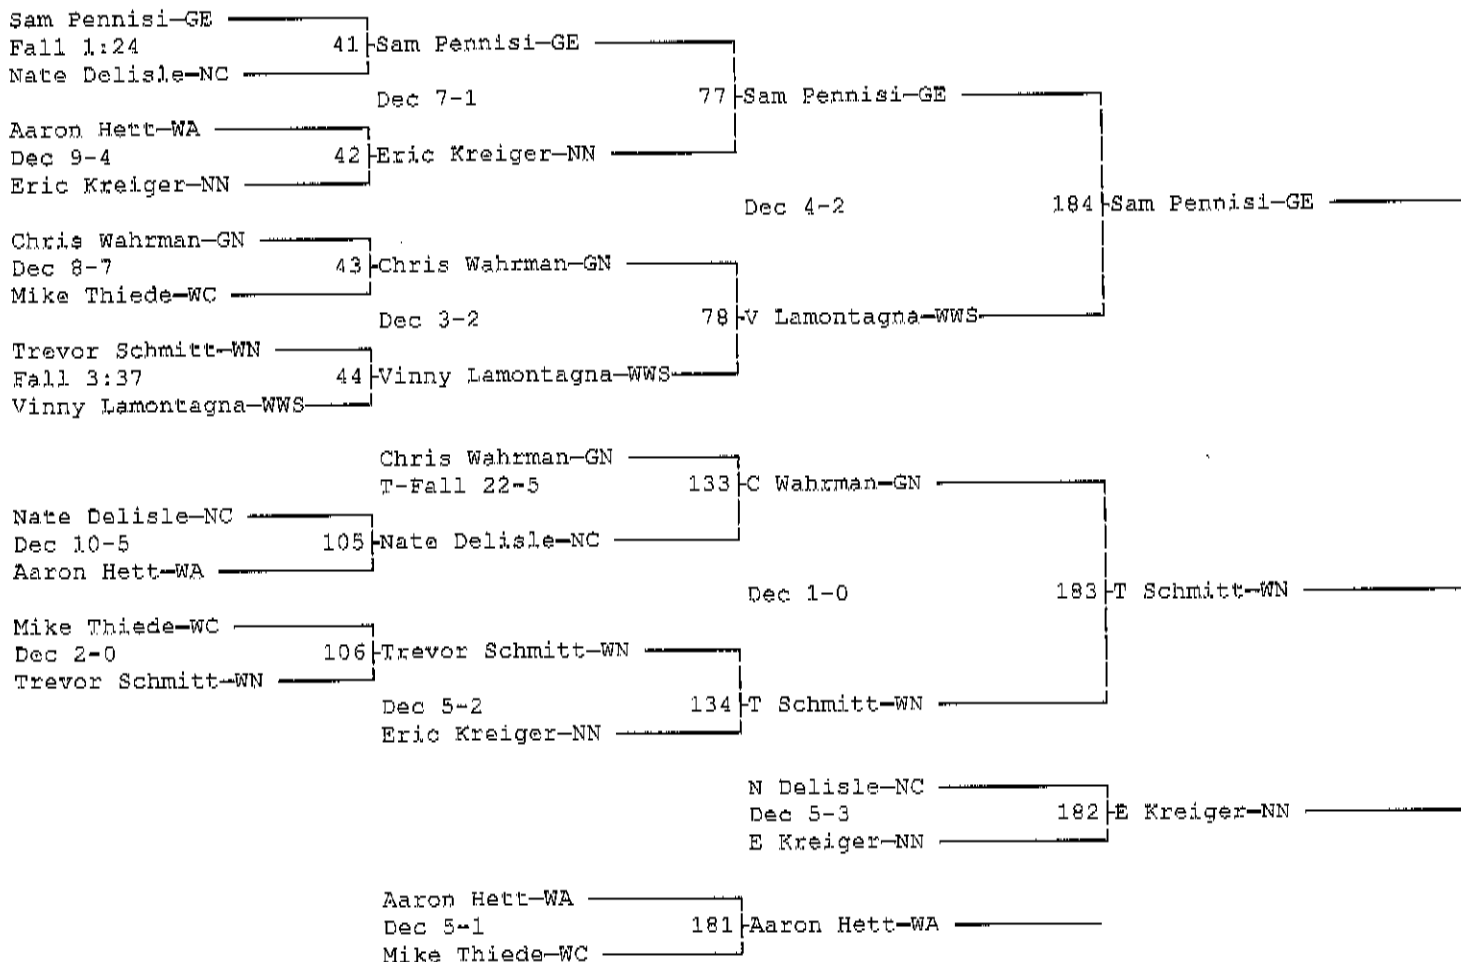 Sam Pennisi-GE
Fall 1:24 41 Sam Pennisi-GE
Nate Delisle-NC
Dec 7-1 77 Sam Pennisi-GE
Aaron Hett-WA
Dec 9-4 42 Eric Kreiger-NN
Eric Kreiger-NN
Dec 4-2 184 Sam Pennisi-GE
Chris Wahrman-GN
Dec 8-7 43 Chris Wahrman-GN
Mike Thiede-WC
Dec 3-2 78 V Lamontagna-WWS
Trevor Schmitt-WN
Fall 3:37 44 Vinny Lamontagna-WWS
Vinny Lamontagna-WWS
Chris Wahrman-GN
T-Fall 22-5 133 C Wahrman-GN
Nate Delisle-NC
Dec 10-5 105 Nate Delisle-NC
Aaron Hett-WA
Dec 1-0 183 T Schmitt-WN
Mike Thiede-WC
Dec 2-0 106 Trevor Schmitt-WN
Trevor Schmitt-WN
Dec 5-2 134 T Schmitt-WN
Eric Kreiger-NN
N Delisle-NC
Dec 5-3 182 E Kreiger-NN
E Kreiger-NN
Aaron Hett-WA
Dec 5-1 181 Aaron Hett-WA
Mike Thiede-WC